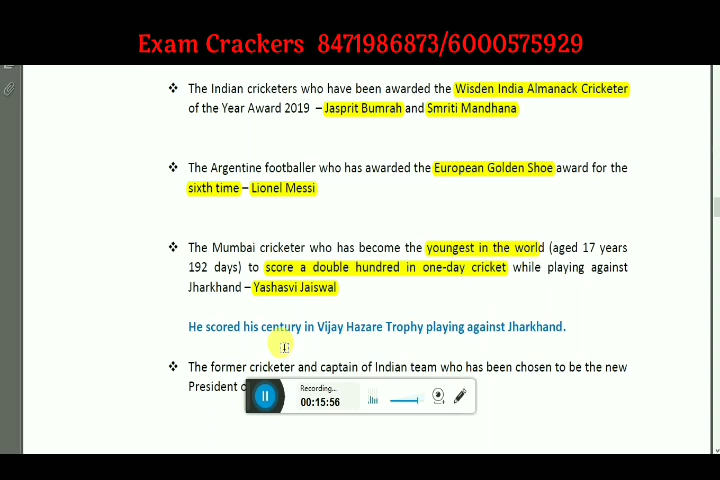 Exam Crackers 8471986873/6000575929
❖ The Indian cricketers who have been awarded the Wisden India Almanack Cricketer
of the Year Award 2019 – Jasprit Bumrah and Smriti Mandhana
❖ The Argentine footballer who has awarded the European Golden Shoe award for the
sixth time – Lionel Messi
❖ The Mumbai cricketer who has become the youngest in the world (aged 17 years
192 days) to score a double hundred in one-day cricket while playing against
Jharkhand – Yashasvi Jaiswal
He scored his century in Vijay Hazare Trophy playing against Jharkhand.
❖ The former cricketer and captain of Indian team who has been chosen to be the new
President
Recording...
00:15:56